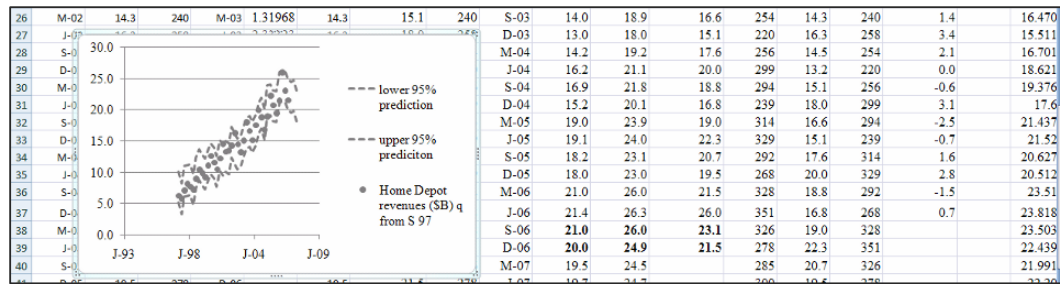 26 M-02 14.3 240 M-03 1.31968 14.3 15.1 240 S-03 14.0 18.9 16.6 254 14.3 240 1.4 16.470
27 D-03 13.0 18.0 15.1 220 16.3 258 3.4 15.511
28 M-04 14.2 19.2 17.6 256 14.5 254 2.1 16.701
29 J-04 16.2 21.1 20.0 299 13.2 220 0.0 18.621
30 S-04 16.9 21.8 18.8 294 15.1 256 -0.6 19.376
31 D-04 15.2 20.1 16.8 239 18.0 299 3.1 17.6
32 M-05 19.0 23.9 19.0 314 16.6 294 -2.5 21.437
33 J-05 19.1 24.0 22.3 329 15.1 239 -0.7 21.52
34 S-05 18.2 23.1 20.7 292 17.6 314 1.6 20.627
35 D-05 18.0 23.0 19.5 268 20.0 329 2.8 20.512
36 M-06 21.0 26.0 21.5 328 18.8 292 -1.5 23.51
37 J-06 21.4 26.3 26.0 351 16.8 268 0.7 23.818
38 S-06 21.0 26.0 23.1 326 19.0 328 23.503
39 D-06 20.0 24.9 21.5 278 22.3 351 22.439
40 M-07 19.5 24.5 285 20.7 326 21.991
30.0
25.0
20.0
15.0
10.0
5.0
0.0
J-93 J-98 J-04 J-09
lower 95%
prediction
upper 95%
prediciton
Home Depot
revenues ($B) q
from S 97